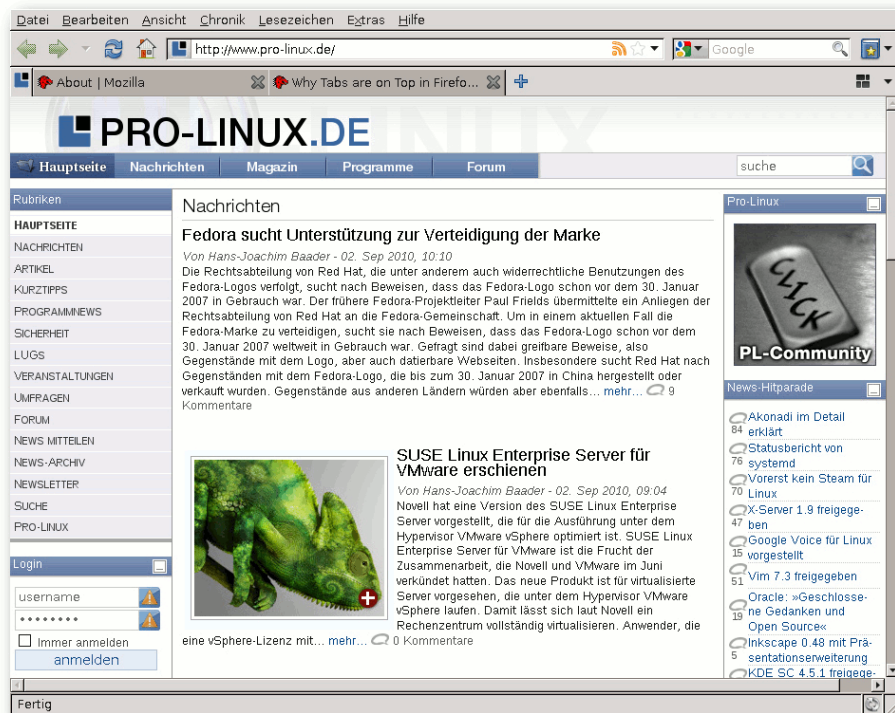 Datei Bearbeiten Ansicht Chronik Lesezeichen Extras Hilfe
http://www.pro-linux.de/
Google
About | Mozilla
Why Tabs are on Top in Firefo...
PRO-LINUX.DE
Hauptseite Nachrichten Magazin Programme Forum
suche
Rubriken
HAUPTSEITE
NACHRICHTEN
ARTIKEL
KURZTIPPS
PROGRAMMNEWS
SICHERHEIT
LUGS
VERANSTALTUNGEN
UMFRAGEN
FORUM
NEWS MITTEILEN
NEWS-ARCHIV
NEWSLETTER
SUCHE
PRO-LINUX
Login
username
Immer anmelden
anmelden
Nachrichten
Fedora sucht Unterstützung zur Verteidigung der Marke
Von Hans-Joachim Baader - 02. Sep 2010, 10:10
Die Rechtsabteilung von Red Hat, die unter anderem auch widerrechtliche Benutzungen des
Fedora-Logos verfolgt, sucht nach Beweisen, dass das Fedora-Logo schon vor dem 30. Januar
2007 in Gebrauch war. Der frühere Fedora-Projektleiter Paul Frields übermittelte ein Anliegen der
Rechtsabteilung von Red Hat an die Fedora-Gemeinschaft. Um in einem aktuellen Fall die
Fedora-Marke zu verteidigen, sucht sie nach Beweisen, dass das Fedora-Logo schon vor dem
30. Januar 2007 weltweit in Gebrauch war. Gefragt sind dabei greifbare Beweise, also
Gegenstände mit dem Logo, aber auch datierbare Webseiten. Insbesondere sucht Red Hat nach
Gegenständen mit dem Fedora-Logo, die bis zum 30. Januar 2007 in China hergestellt oder
verkauft wurden. Gegenstände aus anderen Ländern würden aber ebenfalls... mehr... 9
Kommentare
SUSE Linux Enterprise Server für
VMware erschienen
Von Hans-Joachim Baader - 02. Sep 2010, 09:04
Novell hat eine Version des SUSE Linux Enterprise
Server vorgestellt, die für die Ausführung unter dem
Hypervisor VMware vSphere optimiert ist. SUSE Linux
Enterprise Server für VMware ist die Frucht der
Zusammenarbeit, die Novell und VMware im Juni
verkündet hatten. Das neue Produkt ist für virtualisierte
Server vorgesehen, die unter dem Hypervisor VMware
vSphere laufen. Damit lässt sich laut Novell ein
Rechenzentrum vollständig virtualisieren. Anwender, die
eine vSphere-Lizenz mit... mehr... 0 Kommentare
Pro-Linux
CLICK
PL-Community
News-Hitparade
Akonadi im Detail
84 erklärt
Statusbericht von
76 systemd
Vorerst kein Steam für
70 Linux
X-Server 1.9 freigege-
47 ben
Google Voice für Linux
15 vorgestellt
51 Vim 7.3 freigegeben
Oracle: »Geschlosse-
19 ne Gedanken und
Open Source«
Inkscape 0.48 mit Prä-
5 sentationserweiterung
KDE SC 4.5.1 freigege-
Fertig